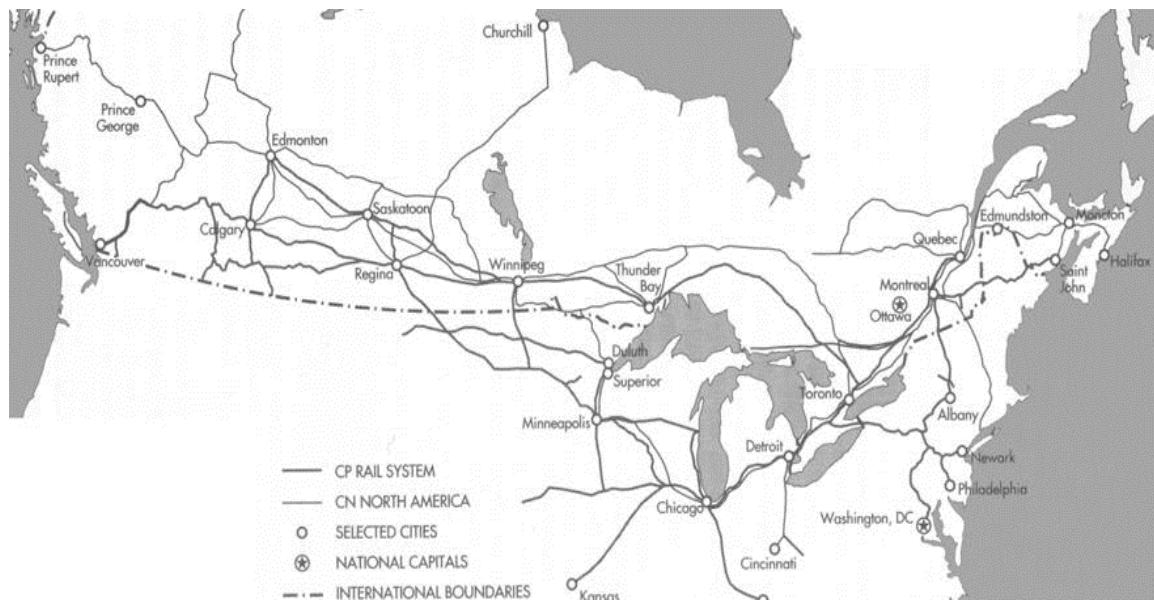 Churchill
Prince
Rupert
Prince
George
Edmonton
Saskatoon
Calgary
Edmundston
Moncton
Quebec
Vancouver
Regina
Winnipeg
Thunder
Bay
Halifax
Saint
John
Montreal
Ottawa
Duluth
Superior
Toronto
Minneapolis
Albany
Detroit
Newark
Philadelphia
Chicago
Washington, DC
Cincinnati
Kansas
CP RAIL SYSTEM
CN NORTH AMERICA
SELECTED CITIES
NATIONAL CAPITALS
INTERNATIONAL BOUNDARIES